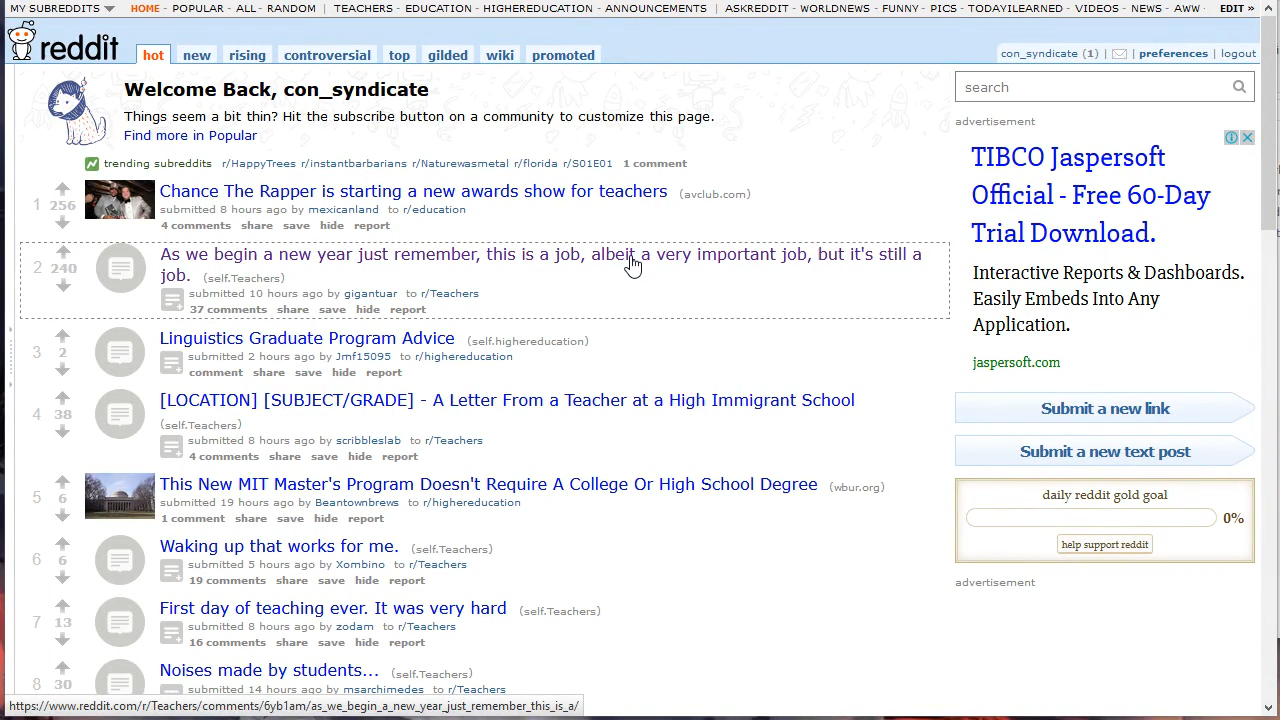 MY SUBREDDITS HOME - POPULAR - ALL - RANDOM | TEACHERS - EDUCATION - HIGHEREDUCATION - ANNOUNCEMENTS | ASKREDDIT - WORLDNEWS - FUNNY - PICS - TODAYILEARNED - VIDEOS - NEWS - AWW - EDIT »
reddit hot new rising controversial top gilded wiki promoted con_syndicate (1) | preferences | logout
Welcome Back, con_syndicate
Things seem a bit thin? Hit the subscribe button on a community to customize this page.
Find more in Popular
trending subreddits r/HappyTrees r/instantbarbarians r/Naturewasmetal r/florida r/S01E01 1 comment
1 256 Chance The Rapper is starting a new awards show for teachers (avclub.com)
submitted 8 hours ago by mexicanland to r/education
4 comments share save hide report
2 240 As we begin a new year just remember, this is a job, albeit a very important job, but it's still a
job. (self.Teachers)
submitted 10 hours ago by gigantuar to r/Teachers
37 comments share save hide report
3 2 Linguistics Graduate Program Advice (self.highereducation)
submitted 2 hours ago by Jmf15095 to r/highereducation
comment share save hide report
4 38 [LOCATION] [SUBJECT/GRADE] - A Letter From a Teacher at a High Immigrant School
(self.Teachers)
submitted 8 hours ago by scribbleslab to r/Teachers
4 comments share save hide report
5 6 This New MIT Master's Program Doesn't Require A College Or High School Degree (wbur.org)
submitted 19 hours ago by Beantownbrews to r/highereducation
1 comment share save hide report
6 6 Waking up that works for me. (self.Teachers)
submitted 5 hours ago by Xombino to r/Teachers
19 comments share save hide report
7 13 First day of teaching ever. It was very hard (self.Teachers)
submitted 8 hours ago by zodam to r/Teachers
16 comments share save hide report
8 30 Noises made by students... (self.Teachers)
submitted 14 hours ago by msarchimedes to r/Teachers
https://www.reddit.com/r/Teachers/comments/6yb1am/as_we_begin_a_new_year_just_remember_this_is_a/
search
advertisement
TIBCO Jaspersoft
Official - Free 60-Day
Trial Download.
Interactive Reports & Dashboards.
Easily Embeds Into Any
Application.
jaspersoft.com
Submit a new link
Submit a new text post
daily reddit gold goal
0%
help support reddit
advertisement